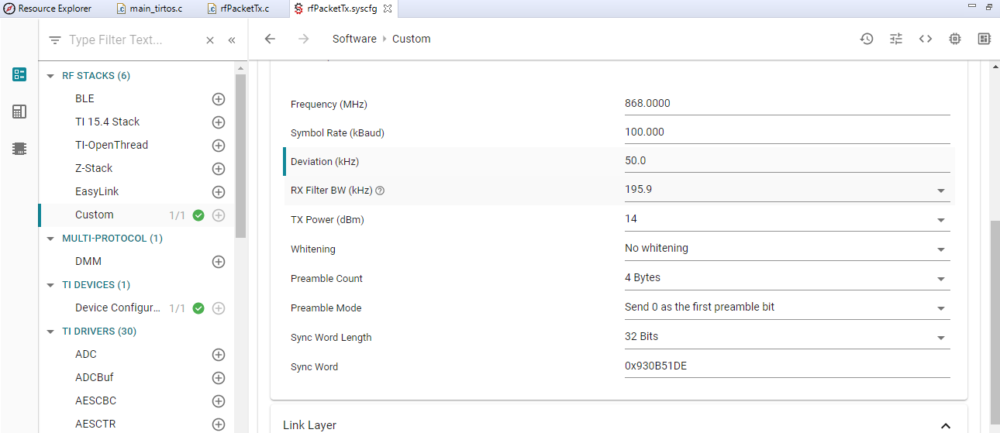 Resource Explorer
main_tirtos.c
rfPacketTx.c
rfPacketTx.syscfg
Type Filter Text...
Software
Custom
RF STACKS (6)
BLE
TI 15.4 Stack
TI-OpenThread
Z-Stack
EasyLink
Custom 1/1
MULTI-PROTOCOL (1)
DMM
TI DEVICES (1)
Device Configur... 1/1
TI DRIVERS (30)
ADC
ADCBuf
AESCBC
AESCTR
Frequency (MHz) 868.0000
Symbol Rate (kBaud) 100.000
Deviation (kHz) 50.0
RX Filter BW (kHz) 195.9
TX Power (dBm) 14
Whitening No whitening
Preamble Count 4 Bytes
Preamble Mode Send 0 as the first preamble bit
Sync Word Length 32 Bits
Sync Word 0x930B51DE
Link Layer